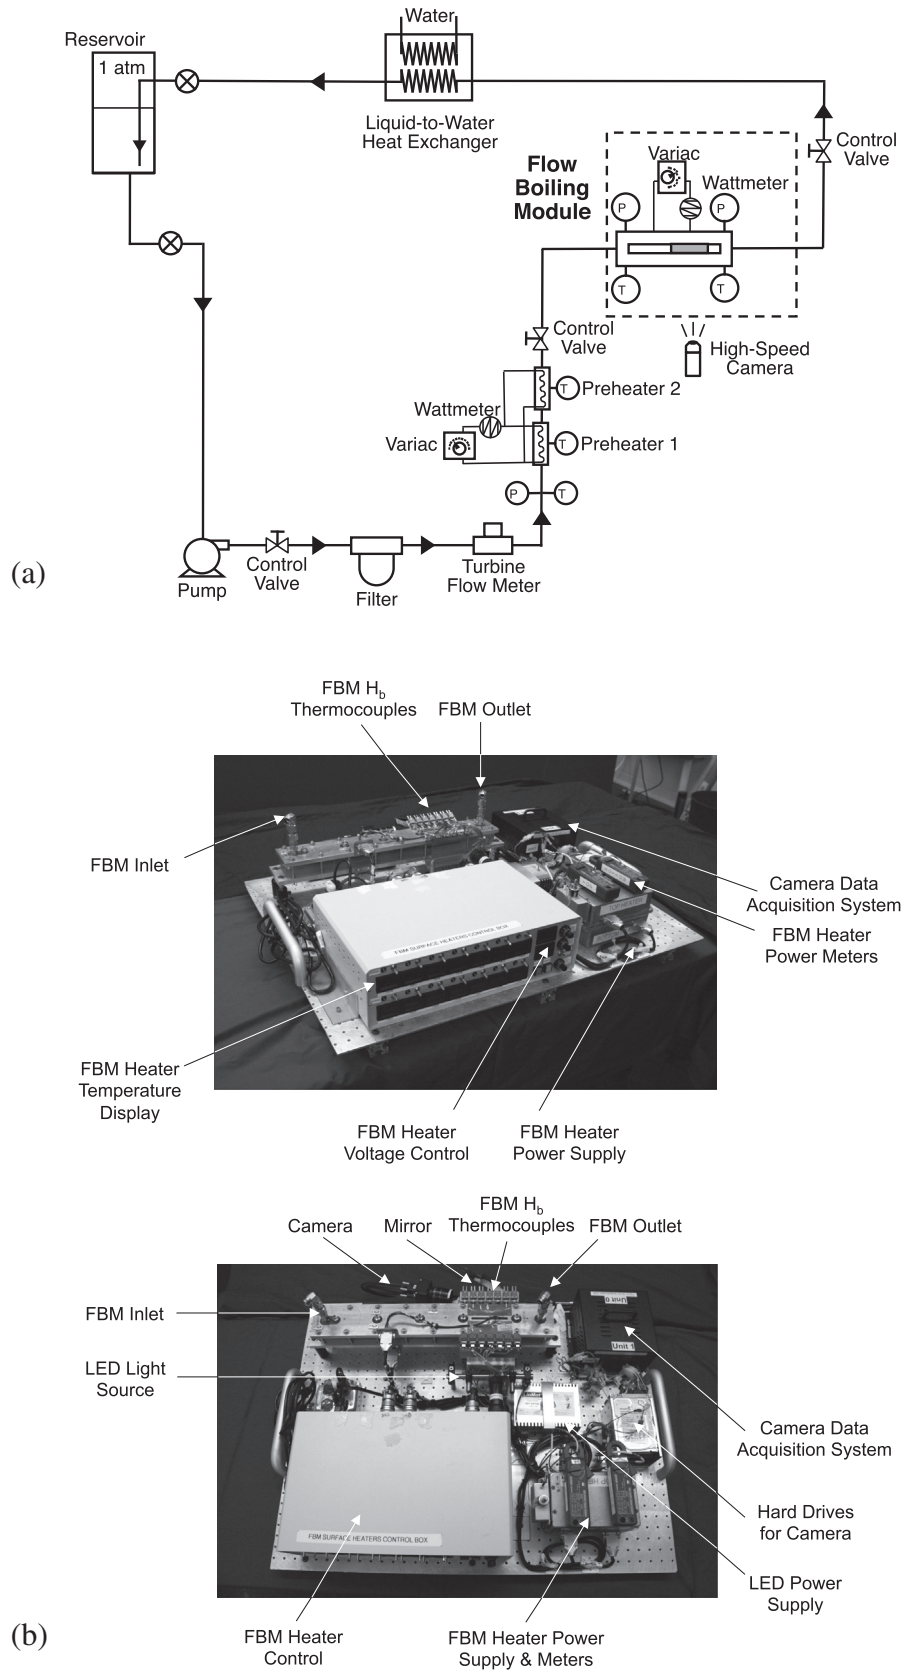 Water
Reservoir
1 atm
Liquid-to-Water
Heat Exchanger
Control
Valve
Flow
Boiling
Module
Variac
Wattmeter
P
P
T
T
Control
Valve
High-Speed
Camera
T
Preheater 2
Wattmeter
Variac
T
Preheater 1
P
T
(a)
Pump
Control
Valve
Filter
Turbine
Flow Meter
FBM Hb
Thermocouples
FBM Outlet
FBM Inlet
Camera Data
Acquisition System
FBM Heater
Power Meters
FBM SURFACE HEATERS CONTROL BOX
FBM Heater
Temperature
Display
FBM Heater
Voltage Control
FBM Heater
Power Supply
Camera
Mirror
FBM Hb
Thermocouples
FBM Outlet
FBM Inlet
Unit 0
Unit 1
LED Light
Source
Camera Data
Acquisition System
Hard Drives
for Camera
FBM SURFACE HEATERS CONTROL BOX
LED Power
Supply
(b)
FBM Heater
Control
FBM Heater Power
Supply & Meters